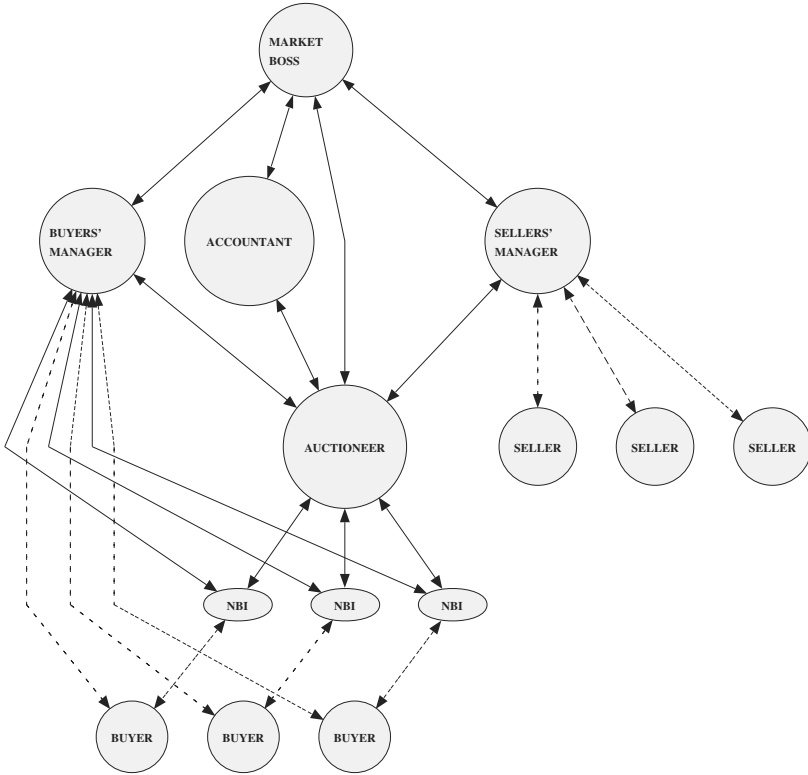 MARKET
BOSS
BUYERS'
MANAGER
ACCOUNTANT
SELLERS'
MANAGER
AUCTIONEER
SELLER
SELLER
SELLER
NBI
NBI
NBI
BUYER
BUYER
BUYER